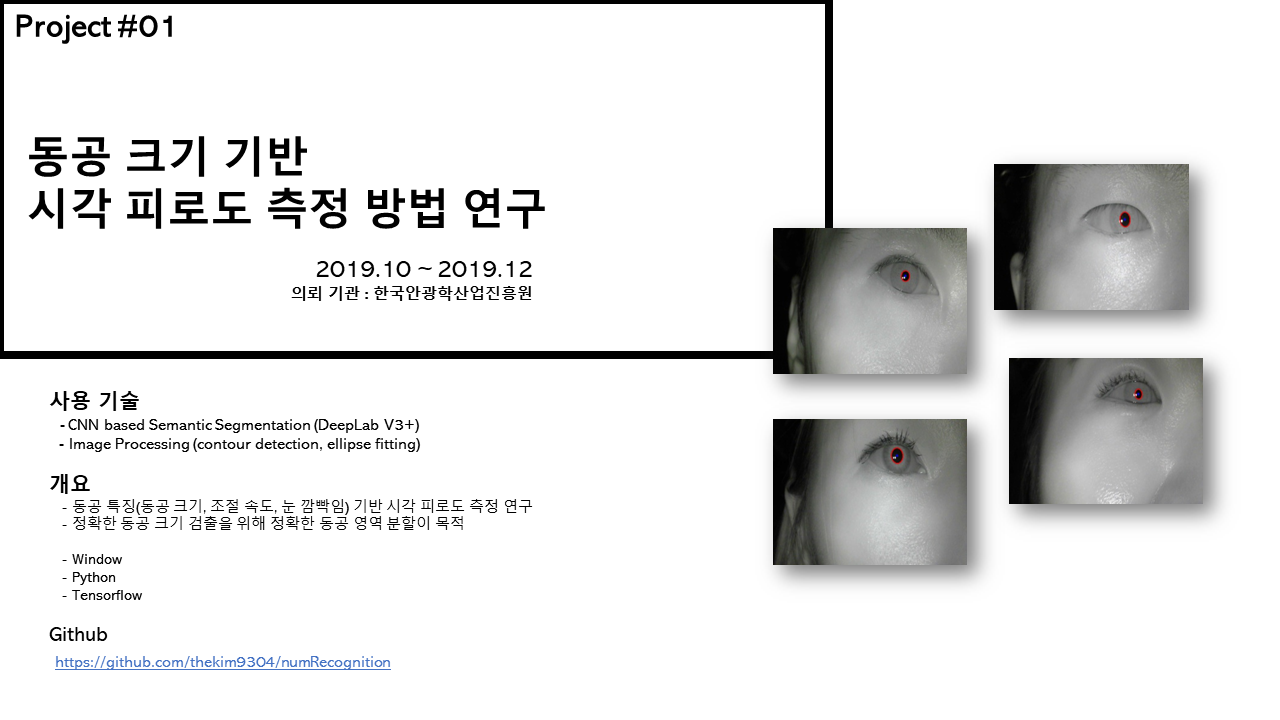 Project #01
동공 크기 기반
시각 피로도 측정 방법 연구
2019.10 ~ 2019.12
의뢰 기관 : 한국안광학산업진흥원
사용 기술
- CNN based Semantic Segmentation (DeepLab V3+)
- Image Processing (contour detection, ellipse fitting)
개요
- 동공 특징(동공 크기, 조절 속도, 눈 깜빡임) 기반 시각 피로도 측정 연구
- 정확한 동공 크기 검출을 위해 정확한 동공 영역 분할이 목적
- Window
- Python
- Tensorflow
Github
https://github.com/thekim9304/numRecognition